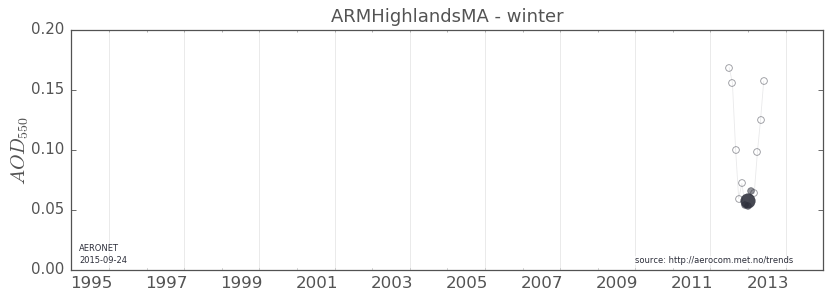 ARMHighlandsMA - winter
0.20
0.15
0.10
0.05
0.00
AOD550
AERONET
2015-09-24
source: http://aerocom.met.no/trends
1995 1997 1999 2001 2003 2005 2007 2009 2011 2013